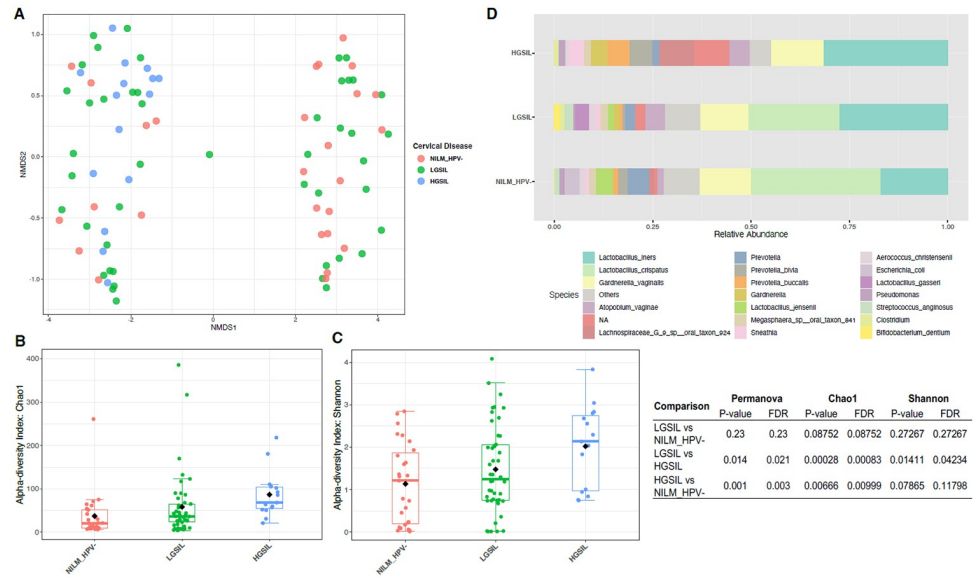 A
1.0
0.5
0.0
-0.5
-1.0
NMDS2
-4
-2
0
2
4
NMDS1
Cervical Disease
NILM_HPV-
LGSIL
HGSIL
D
HGSIL
LGSIL
NILM_HPV-
0.00
0.25
0.50
0.75
1.00
Relative Abundance
Species
Lactobacillus_iners
Lactobacillus_crispatus
Gardnerella_vaginalis
Others
Atopobium_vaginae
NA
Lachnospiraceae_G_9_sp__oral_taxon_924
Prevotella
Prevotella_bivia
Prevotella_buccalis
Gardnerella
Lactobacillus_jensenii
Megasphaera_sp__oral_taxon_841
Sneathia
Aerococcus_christensenii
Escherichia_coli
Lactobacillus_gasseri
Pseudomonas
Streptococcus_anginosus
Clostridium
Bifidobacterium_dentium
B
Alpha-diversity Index: Chao1
400
300
200
100
0
NILM_HPV-
LGSIL
HGSIL
C
Alpha-diversity Index: Shannon
4
3
2
1
0
NILM_HPV-
LGSIL
HGSIL
Comparison Permanova Chao1 Shannon
P-value FDR P-value FDR P-value FDR
LGSIL vs NILM_HPV- 0.23 0.23 0.08752 0.08752 0.27267 0.27267
LGSIL vs HGSIL 0.014 0.021 0.00028 0.00083 0.01411 0.04234
HGSIL vs NILM_HPV- 0.001 0.003 0.00666 0.00999 0.07865 0.11798